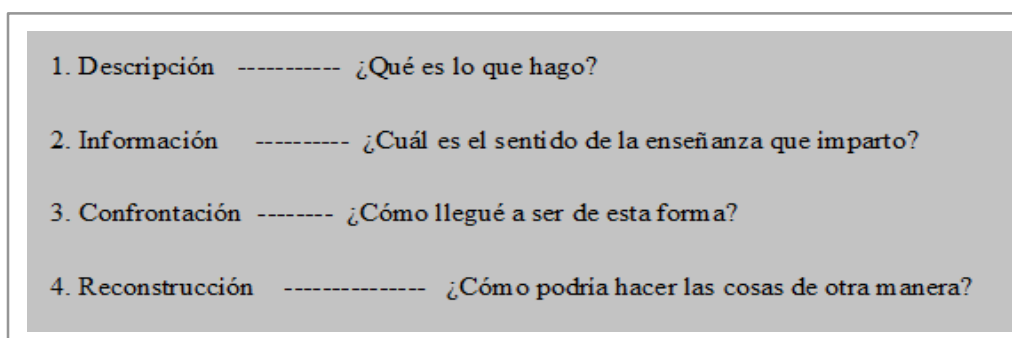 1. Descripción ----------- ¿Qué es lo que hago?
2. Información ---------- ¿Cuál es el sentido de la enseñanza que imparto?
3. Confrontación -------- ¿Cómo llegué a ser de esta forma?
4. Reconstrucción --------------- ¿Cómo podría hacer las cosas de otra manera?